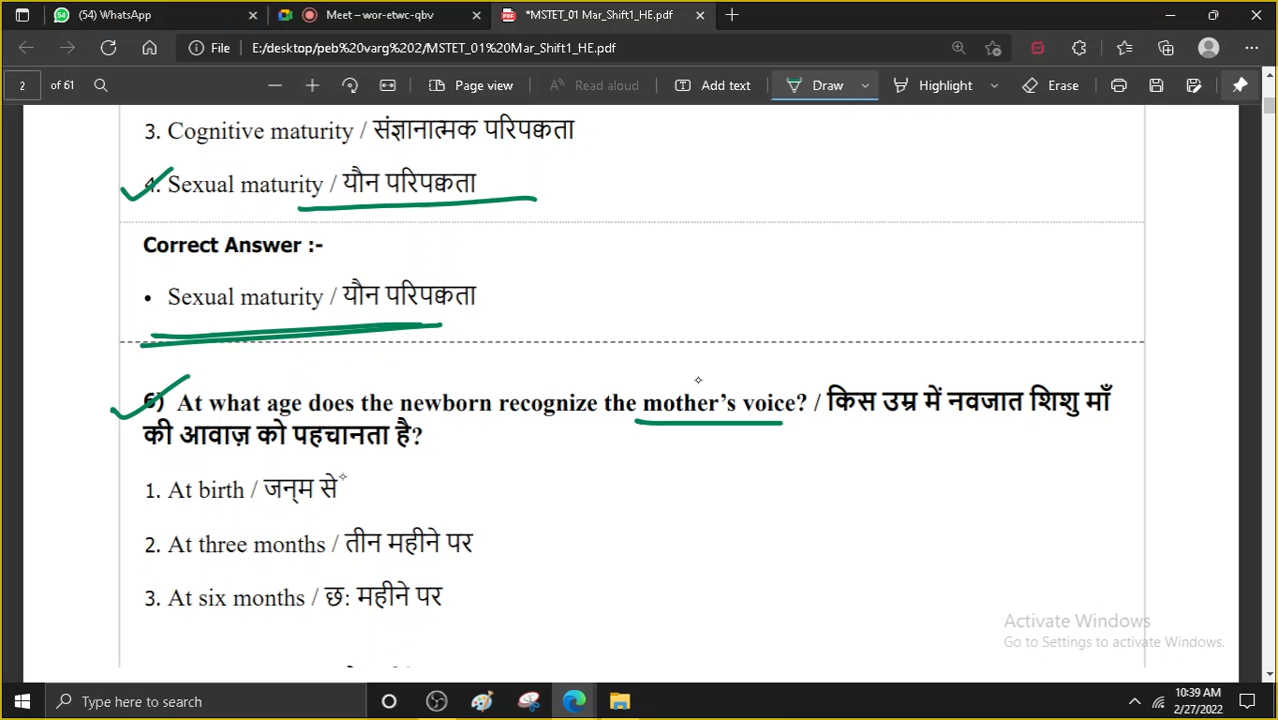 (54) WhatsApp
Meet – wor-etwc-qbv
*MSTET_01 Mar_Shift1_HE.pdf
File
E:/desktop/peb%20varg%202/MSTET_01%20Mar_Shift1_HE.pdf
2
of 61
Page view
Read aloud
Add text
Draw
Highlight
Erase
3. Cognitive maturity / संज्ञानात्मक परिपक्वता
4. Sexual maturity / यौन परिपक्वता
Correct Answer :-
• Sexual maturity / यौन परिपक्वता
6) At what age does the newborn recognize the mother’s voice? / किस उम्र में नवजात शिशु माँ
की आवाज़ को पहचानता है?
1. At birth / जन्म से
2. At three months / तीन महीने पर
3. At six months / छ: महीने पर
Activate Windows
Go to Settings to activate Windows.
Type here to search
10:39 AM
2/27/2022